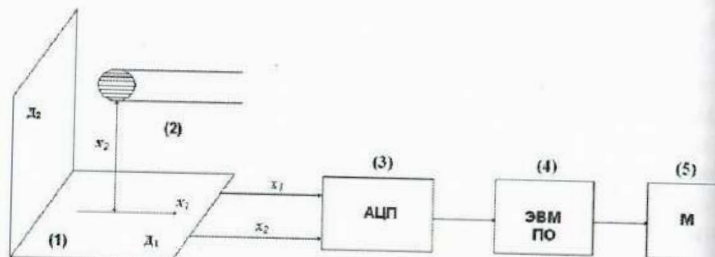 Д₂
(2)
x₂
(3)
(4)
(5)
x₁
АЦП
ЭВМ
ПО
М
x₁
x₂
(1)
Д₁